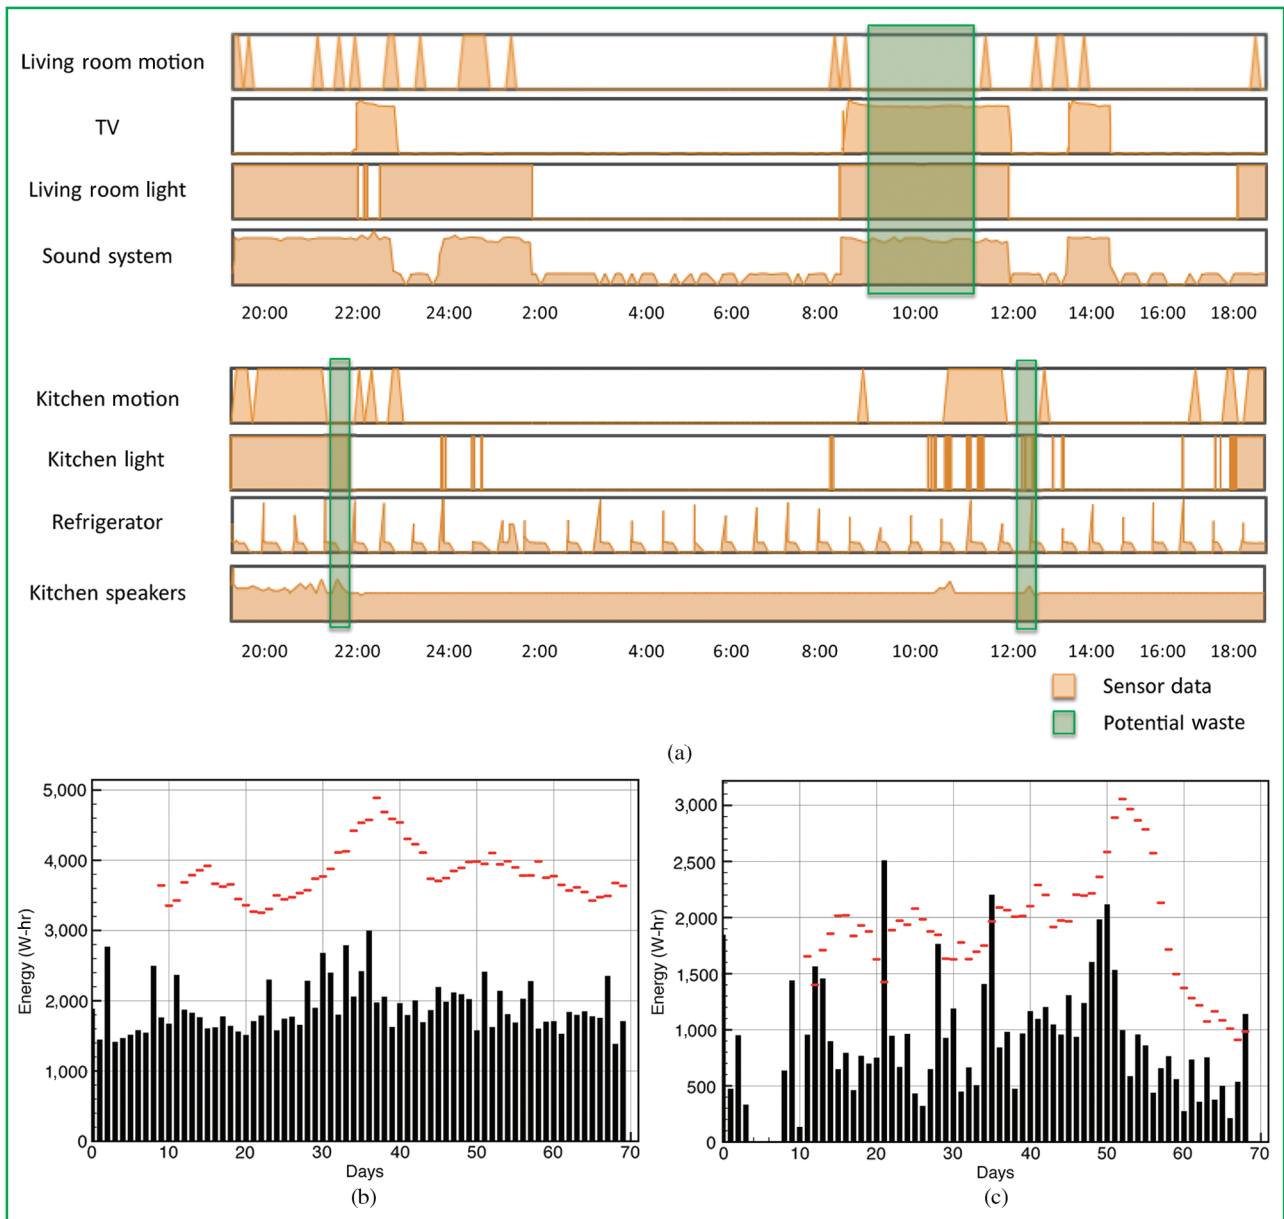 Living room motion
TV
Living room light
Sound system
20:00 22:00 24:00 2:00 4:00 6:00 8:00 10:00 12:00 14:00 16:00 18:00
Kitchen motion
Kitchen light
Refrigerator
Kitchen speakers
20:00 22:00 24:00 2:00 4:00 6:00 8:00 10:00 12:00 14:00 16:00 18:00
Sensor data
Potential waste
(a)
5,000
4,000
3,000
2,000
1,000
0
Energy (W-hr)
0 10 20 30 40 50 60 70
Days
(b)
3,000
2,500
2,000
1,500
1,000
500
0
Energy (W-hr)
0 10 20 30 40 50 60 70
Days
(c)